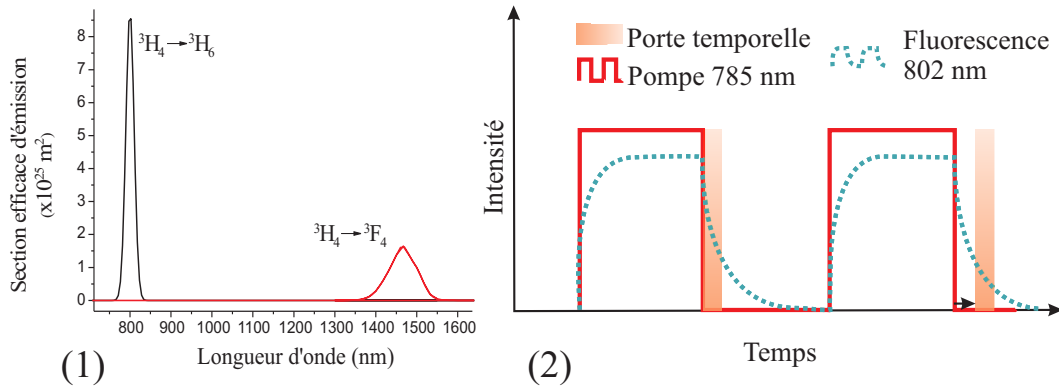 Section efficace d'émission
(x10²⁵ m²)
8
7
6
5
4
3
2
1
0
³H₄→³H₆
³H₄→³F₄
800 900 1000 1100 1200 1300 1400 1500 1600
Longueur d'onde (nm)
(1)
Intensité
Porte temporelle
Pompe 785 nm
Fluorescence
802 nm
Temps
(2)